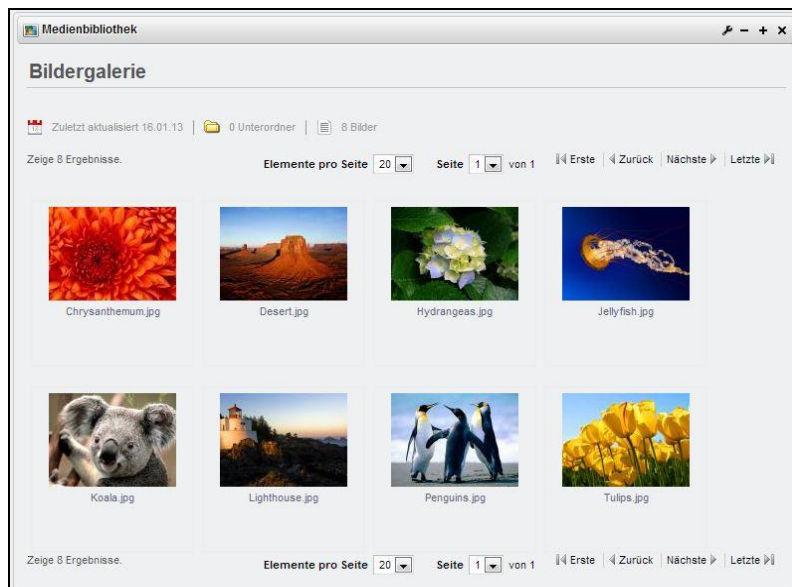 Medienbibliothek
Bildergalerie
Zuletzt aktualisiert 16.01.13 | 0 Unterordner | 8 Bilder
Zeige 8 Ergebnisse. Elemente pro Seite 20 Seite 1 von 1 Erste Zurück Nächste Letzte
Chrysanthemum.jpg Desert.jpg Hydrangeas.jpg Jellyfish.jpg
Koala.jpg Lighthouse.jpg Penguins.jpg Tulips.jpg
Zeige 8 Ergebnisse. Elemente pro Seite 20 Seite 1 von 1 Erste Zurück Nächste Letzte